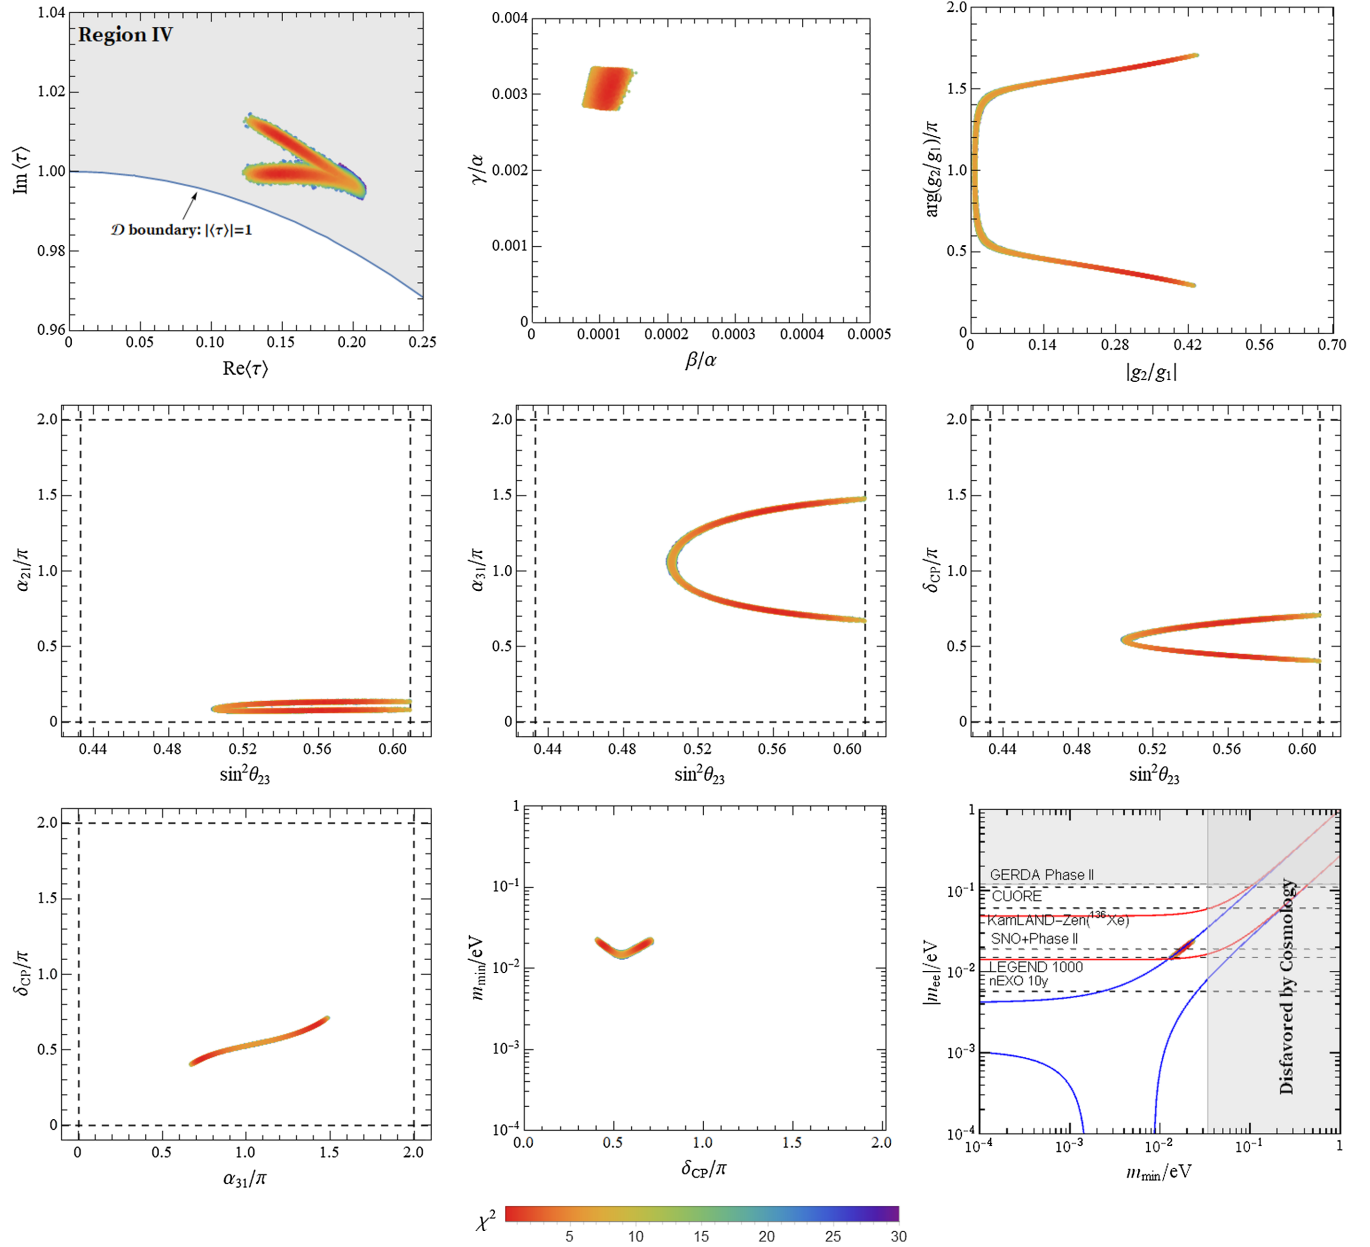 Region IV
1.04
1.02
1.00
0.98
0.96
Im ⟨τ⟩
𝒟 boundary: |⟨τ⟩|=1
0 0.05 0.10 0.15 0.20 0.25
Re⟨τ⟩
0.004
0.003
0.002
0.001
0
γ/α
0 0.0001 0.0002 0.0003 0.0004 0.0005
β/α
2.0
1.5
1.0
0.5
0
arg(g₂/g₁)/π
0 0.14 0.28 0.42 0.56 0.70
|g₂/g₁|
2.0
1.5
1.0
0.5
0
α₂₁/π
0.44 0.48 0.52 0.56 0.60
sin²θ₂₃
2.0
1.5
1.0
0.5
0
α₃₁/π
0.44 0.48 0.52 0.56 0.60
sin²θ₂₃
2.0
1.5
1.0
0.5
0
δ_CP/π
0.44 0.48 0.52 0.56 0.60
sin²θ₂₃
2.0
1.5
1.0
0.5
0
δ_CP/π
0 0.5 1.0 1.5 2.0
α₃₁/π
1
10⁻¹
10⁻²
10⁻³
10⁻⁴
m_min/eV
0.0 0.5 1.0 1.5 2.0
δ_CP/π
1
10⁻¹
10⁻²
10⁻³
10⁻⁴
|m_ee|/eV
GERDA Phase II
CUORE
KamLAND-Zen(¹³⁶Xe)
SNO+Phase II
LEGEND 1000
nEXO 10y
Disfavored by Cosmology
10⁻⁴ 10⁻³ 10⁻² 10⁻¹ 1
m_min/eV
χ²
5 10 15 20 25 30